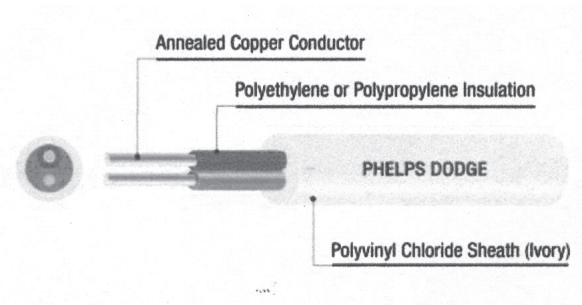 Annealed Copper Conductor
Polyethylene or Polypropylene Insulation
PHELPS DODGE
Polyvinyl Chloride Sheath (Ivory)